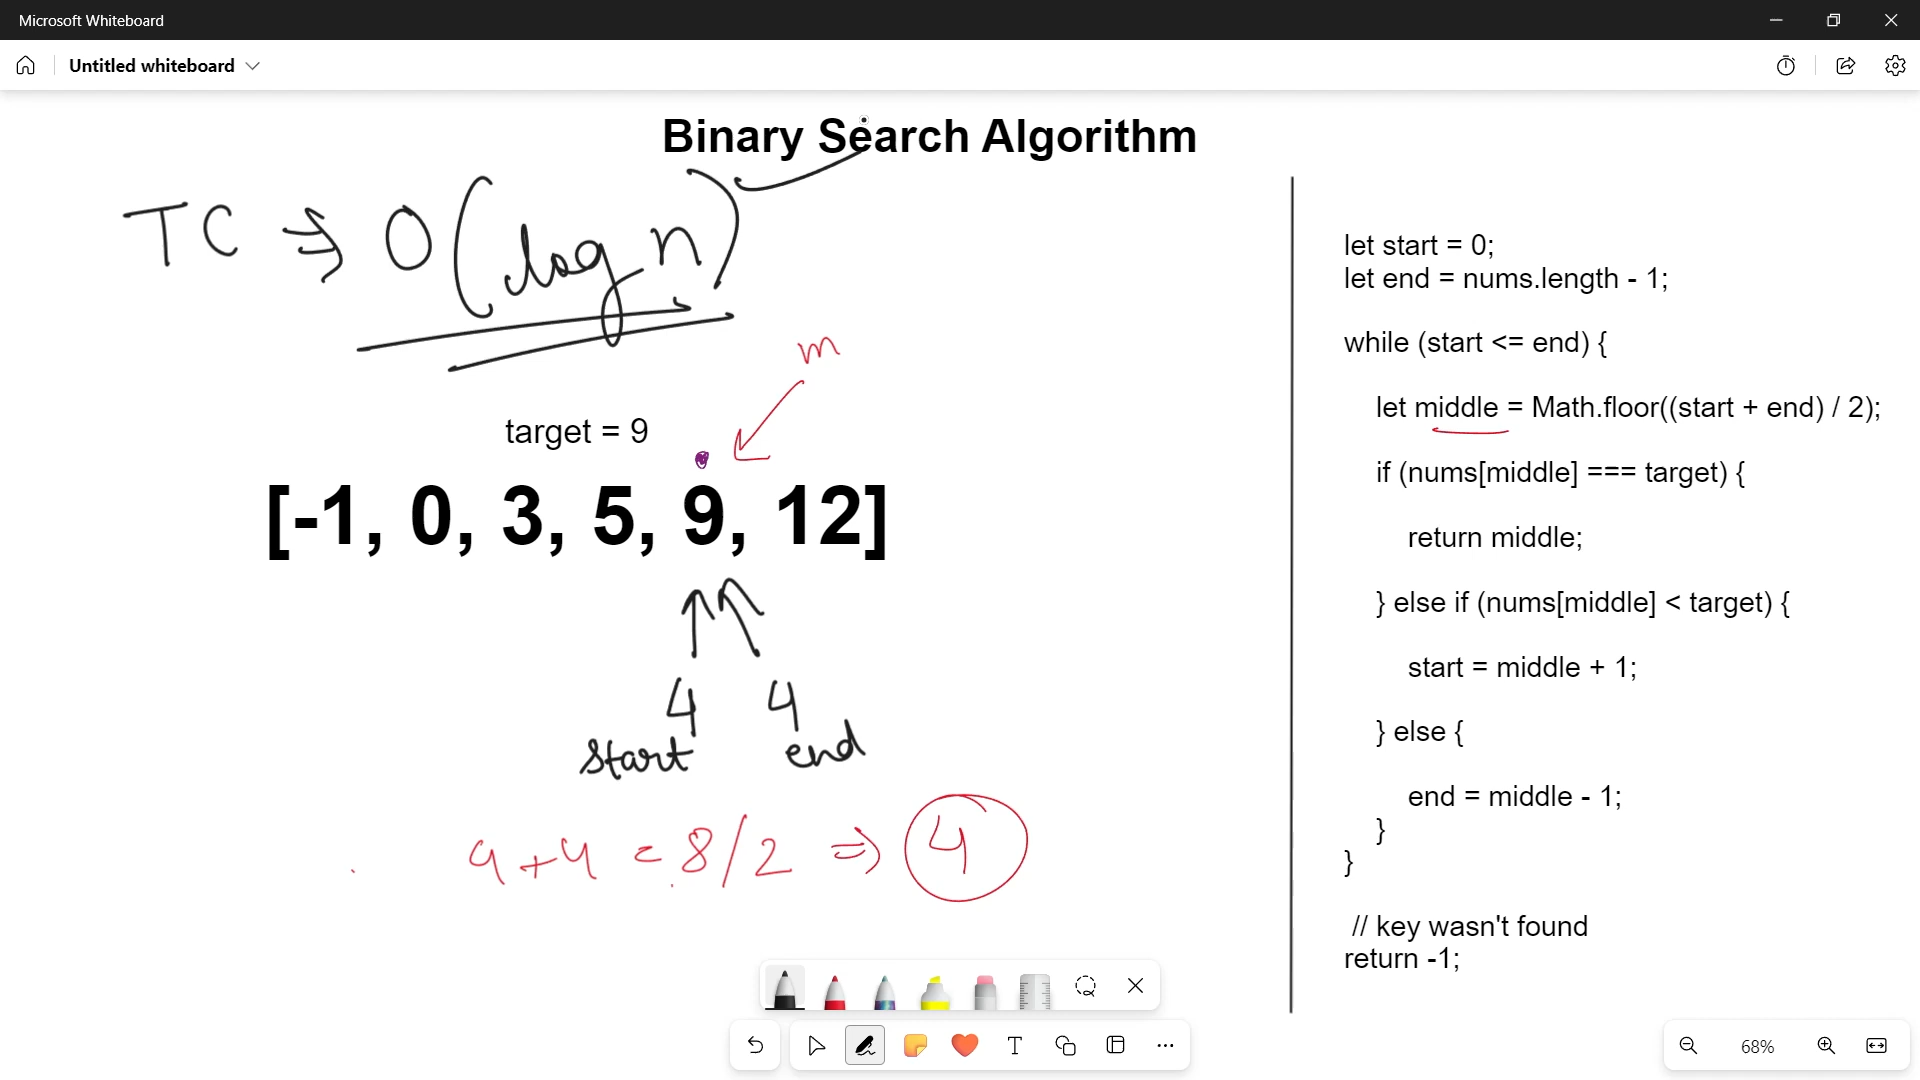 Microsoft Whiteboard
Untitled whiteboard
Binary Search Algorithm
TC ⇒ O(log n)
m
target = 9
[-1, 0, 3, 5, 9, 12]
4 4
start end
4+4 = 8/2 ⇒ 4
let start = 0;
let end = nums.length - 1;
while (start <= end) {
let middle = Math.floor((start + end) / 2);
if (nums[middle] === target) {
return middle;
} else if (nums[middle] < target) {
start = middle + 1;
} else {
end = middle - 1;
}
}
// key wasn't found
return -1;
T
68%